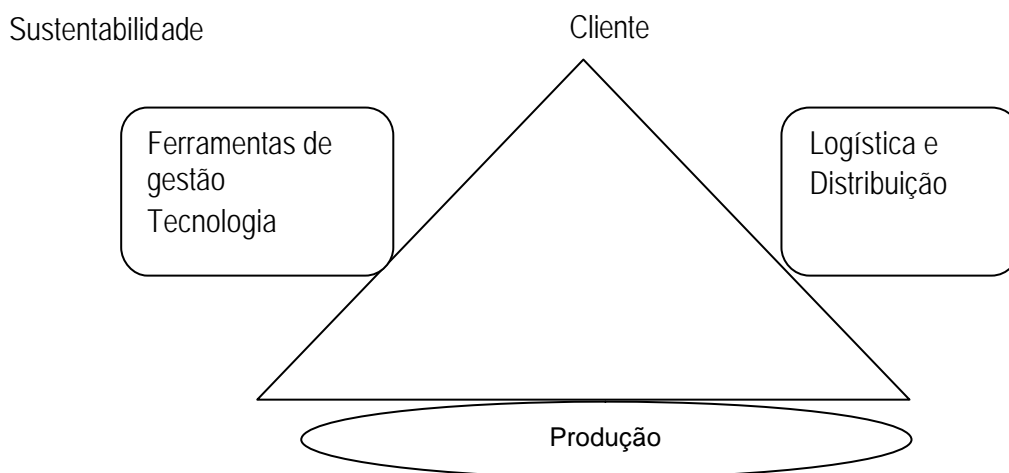 Sustentabilidade
Cliente
Ferramentas de
gestão
Tecnologia
Logística e
Distribuição
Produção